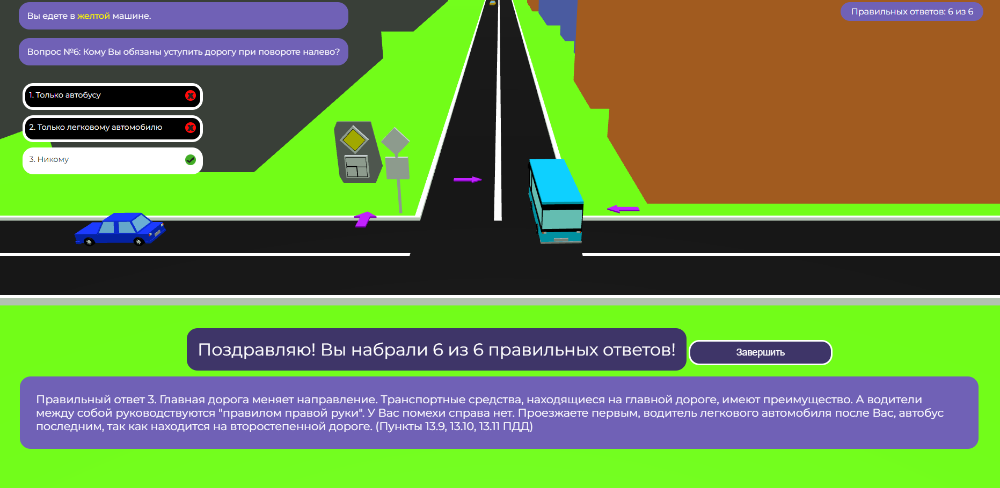 Вы едете в желтой машине.
Правильных ответов: 6 из 6
Вопрос №6: Кому Вы обязаны уступить дорогу при повороте налево?
1. Только автобусу
2. Только легковому автомобилю
3. Никому
Поздравляю! Вы набрали 6 из 6 правильных ответов!
Завершить
Правильный ответ 3. Главная дорога меняет направление. Транспортные средства, находящиеся на главной дороге, имеют преимущество. А водители
между собой руководствуются "правилом правой руки". У Вас помехи справа нет. Проезжаете первым, водитель легкового автомобиля после Вас, автобус
последним, так как находится на второстепенной дороге. (Пункты 13.9, 13.10, 13.11 ПДД)